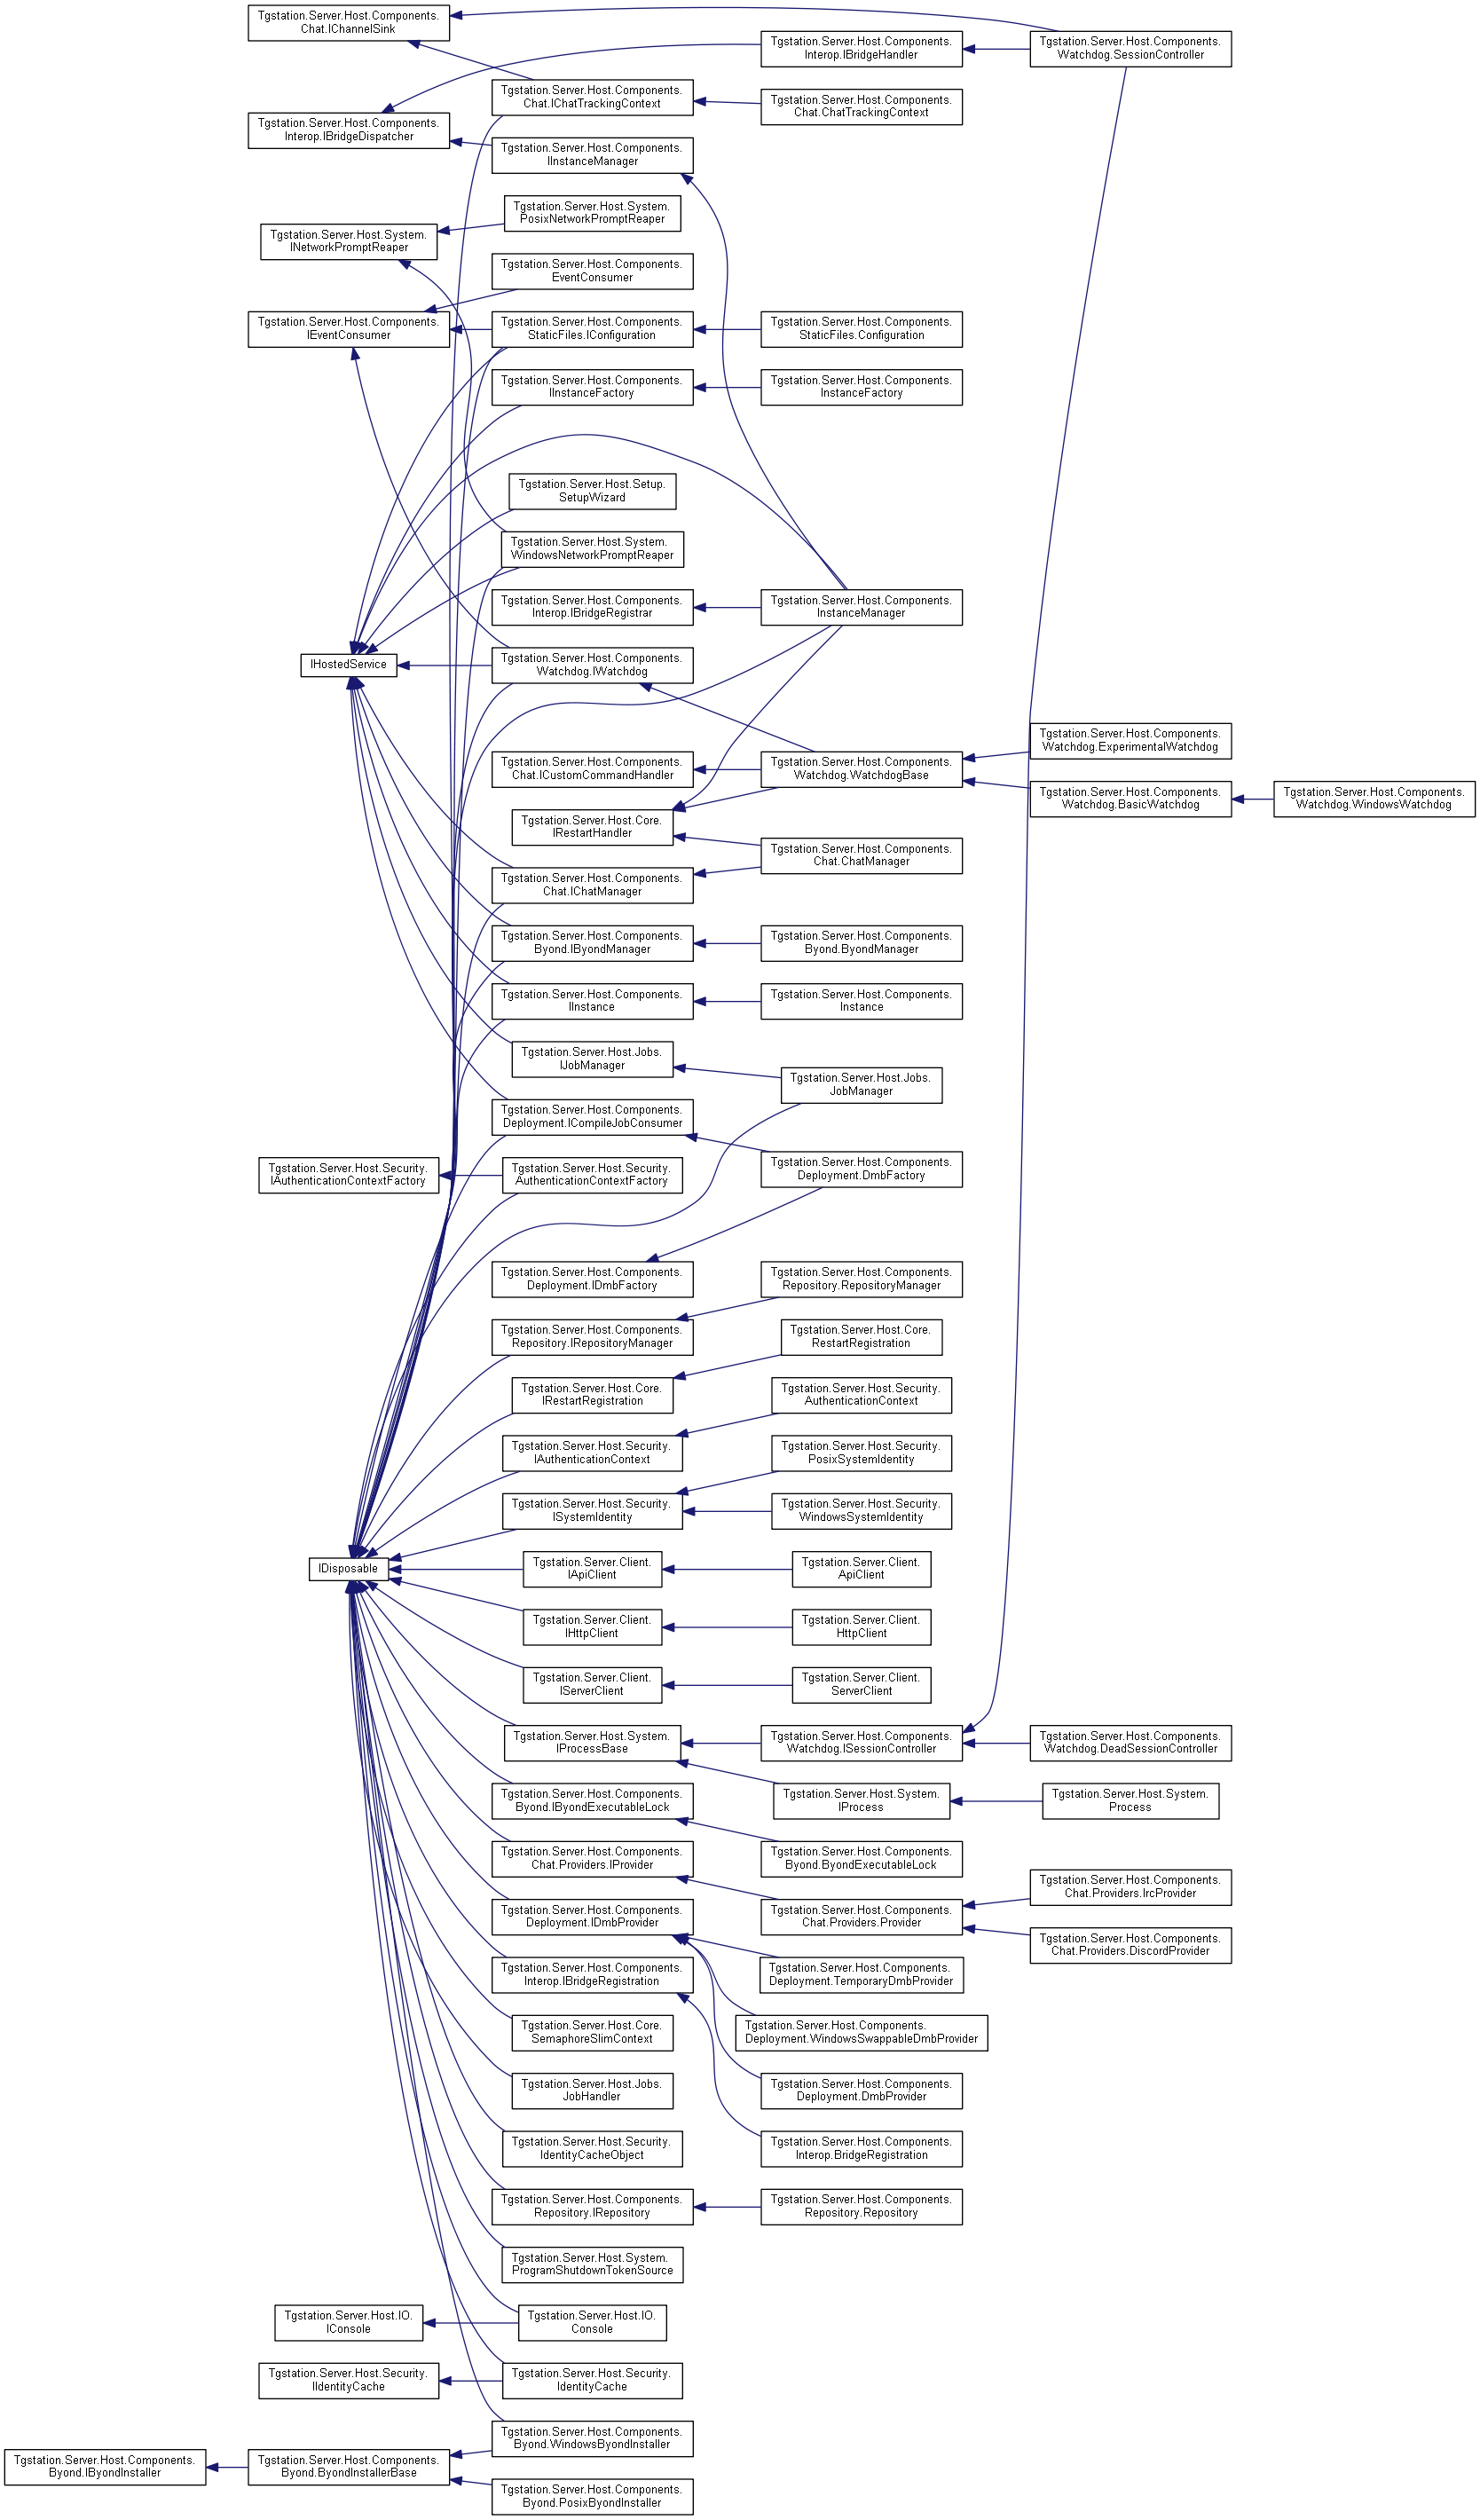 Tgstation.Server.Host.Components.
Chat.IChannelSink
Tgstation.Server.Host.Components.
Interop.IBridgeHandler
Tgstation.Server.Host.Components.
Watchdog.SessionController
Tgstation.Server.Host.Components.
Chat.IChatTrackingContext
Tgstation.Server.Host.Components.
Chat.ChatTrackingContext
Tgstation.Server.Host.Components.
Interop.IBridgeDispatcher
Tgstation.Server.Host.Components.
IInstanceManager
Tgstation.Server.Host.System.
PosixNetworkPromptReaper
Tgstation.Server.Host.System.
INetworkPromptReaper
Tgstation.Server.Host.Components.
EventConsumer
Tgstation.Server.Host.Components.
IEventConsumer
Tgstation.Server.Host.Components.
StaticFiles.IConfiguration
Tgstation.Server.Host.Components.
StaticFiles.Configuration
Tgstation.Server.Host.Components.
IInstanceFactory
Tgstation.Server.Host.Components.
InstanceFactory
Tgstation.Server.Host.Setup.
SetupWizard
Tgstation.Server.Host.System.
WindowsNetworkPromptReaper
Tgstation.Server.Host.Components.
Interop.IBridgeRegistrar
Tgstation.Server.Host.Components.
InstanceManager
IHostedService
Tgstation.Server.Host.Components.
Watchdog.IWatchdog
Tgstation.Server.Host.Components.
Watchdog.ExperimentalWatchdog
Tgstation.Server.Host.Components.
Chat.ICustomCommandHandler
Tgstation.Server.Host.Components.
Watchdog.WatchdogBase
Tgstation.Server.Host.Components.
Watchdog.BasicWatchdog
Tgstation.Server.Host.Components.
Watchdog.WindowsWatchdog
Tgstation.Server.Host.Core.
IRestartHandler
Tgstation.Server.Host.Components.
Chat.ChatManager
Tgstation.Server.Host.Components.
Chat.IChatManager
Tgstation.Server.Host.Components.
Byond.IByondManager
Tgstation.Server.Host.Components.
Byond.ByondManager
Tgstation.Server.Host.Components.
IInstance
Tgstation.Server.Host.Components.
Instance
Tgstation.Server.Host.Jobs.
IJobManager
Tgstation.Server.Host.Jobs.
JobManager
Tgstation.Server.Host.Components.
Deployment.ICompileJobConsumer
Tgstation.Server.Host.Security.
IAuthenticationContextFactory
Tgstation.Server.Host.Security.
AuthenticationContextFactory
Tgstation.Server.Host.Components.
Deployment.DmbFactory
Tgstation.Server.Host.Components.
Deployment.IDmbFactory
Tgstation.Server.Host.Components.
Repository.RepositoryManager
Tgstation.Server.Host.Components.
Repository.IRepositoryManager
Tgstation.Server.Host.Core.
RestartRegistration
Tgstation.Server.Host.Core.
IRestartRegistration
Tgstation.Server.Host.Security.
AuthenticationContext
Tgstation.Server.Host.Security.
IAuthenticationContext
Tgstation.Server.Host.Security.
PosixSystemIdentity
Tgstation.Server.Host.Security.
ISystemIdentity
Tgstation.Server.Host.Security.
WindowsSystemIdentity
IDisposable
Tgstation.Server.Client.
IApiClient
Tgstation.Server.Client.
ApiClient
Tgstation.Server.Client.
IHttpClient
Tgstation.Server.Client.
HttpClient
Tgstation.Server.Client.
IServerClient
Tgstation.Server.Client.
ServerClient
Tgstation.Server.Host.System.
IProcessBase
Tgstation.Server.Host.Components.
Watchdog.ISessionController
Tgstation.Server.Host.Components.
Watchdog.DeadSessionController
Tgstation.Server.Host.Components.
Byond.IByondExecutableLock
Tgstation.Server.Host.System.
IProcess
Tgstation.Server.Host.System.
Process
Tgstation.Server.Host.Components.
Chat.Providers.IProvider
Tgstation.Server.Host.Components.
Byond.ByondExecutableLock
Tgstation.Server.Host.Components.
Chat.Providers.IrcProvider
Tgstation.Server.Host.Components.
Deployment.IDmbProvider
Tgstation.Server.Host.Components.
Chat.Providers.Provider
Tgstation.Server.Host.Components.
Chat.Providers.DiscordProvider
Tgstation.Server.Host.Components.
Interop.IBridgeRegistration
Tgstation.Server.Host.Components.
Deployment.TemporaryDmbProvider
Tgstation.Server.Host.Core.
SemaphoreSlimContext
Tgstation.Server.Host.Components.
Deployment.WindowsSwappableDmbProvider
Tgstation.Server.Host.Jobs.
JobHandler
Tgstation.Server.Host.Components.
Deployment.DmbProvider
Tgstation.Server.Host.Security.
IdentityCacheObject
Tgstation.Server.Host.Components.
Interop.BridgeRegistration
Tgstation.Server.Host.Components.
Repository.IRepository
Tgstation.Server.Host.Components.
Repository.Repository
Tgstation.Server.Host.System.
ProgramShutdownTokenSource
Tgstation.Server.Host.IO.
IConsole
Tgstation.Server.Host.IO.
Console
Tgstation.Server.Host.Security.
IIdentityCache
Tgstation.Server.Host.Security.
IdentityCache
Tgstation.Server.Host.Components.
Byond.WindowsByondInstaller
Tgstation.Server.Host.Components.
Byond.IByondInstaller
Tgstation.Server.Host.Components.
Byond.ByondInstallerBase
Tgstation.Server.Host.Components.
Byond.PosixByondInstaller